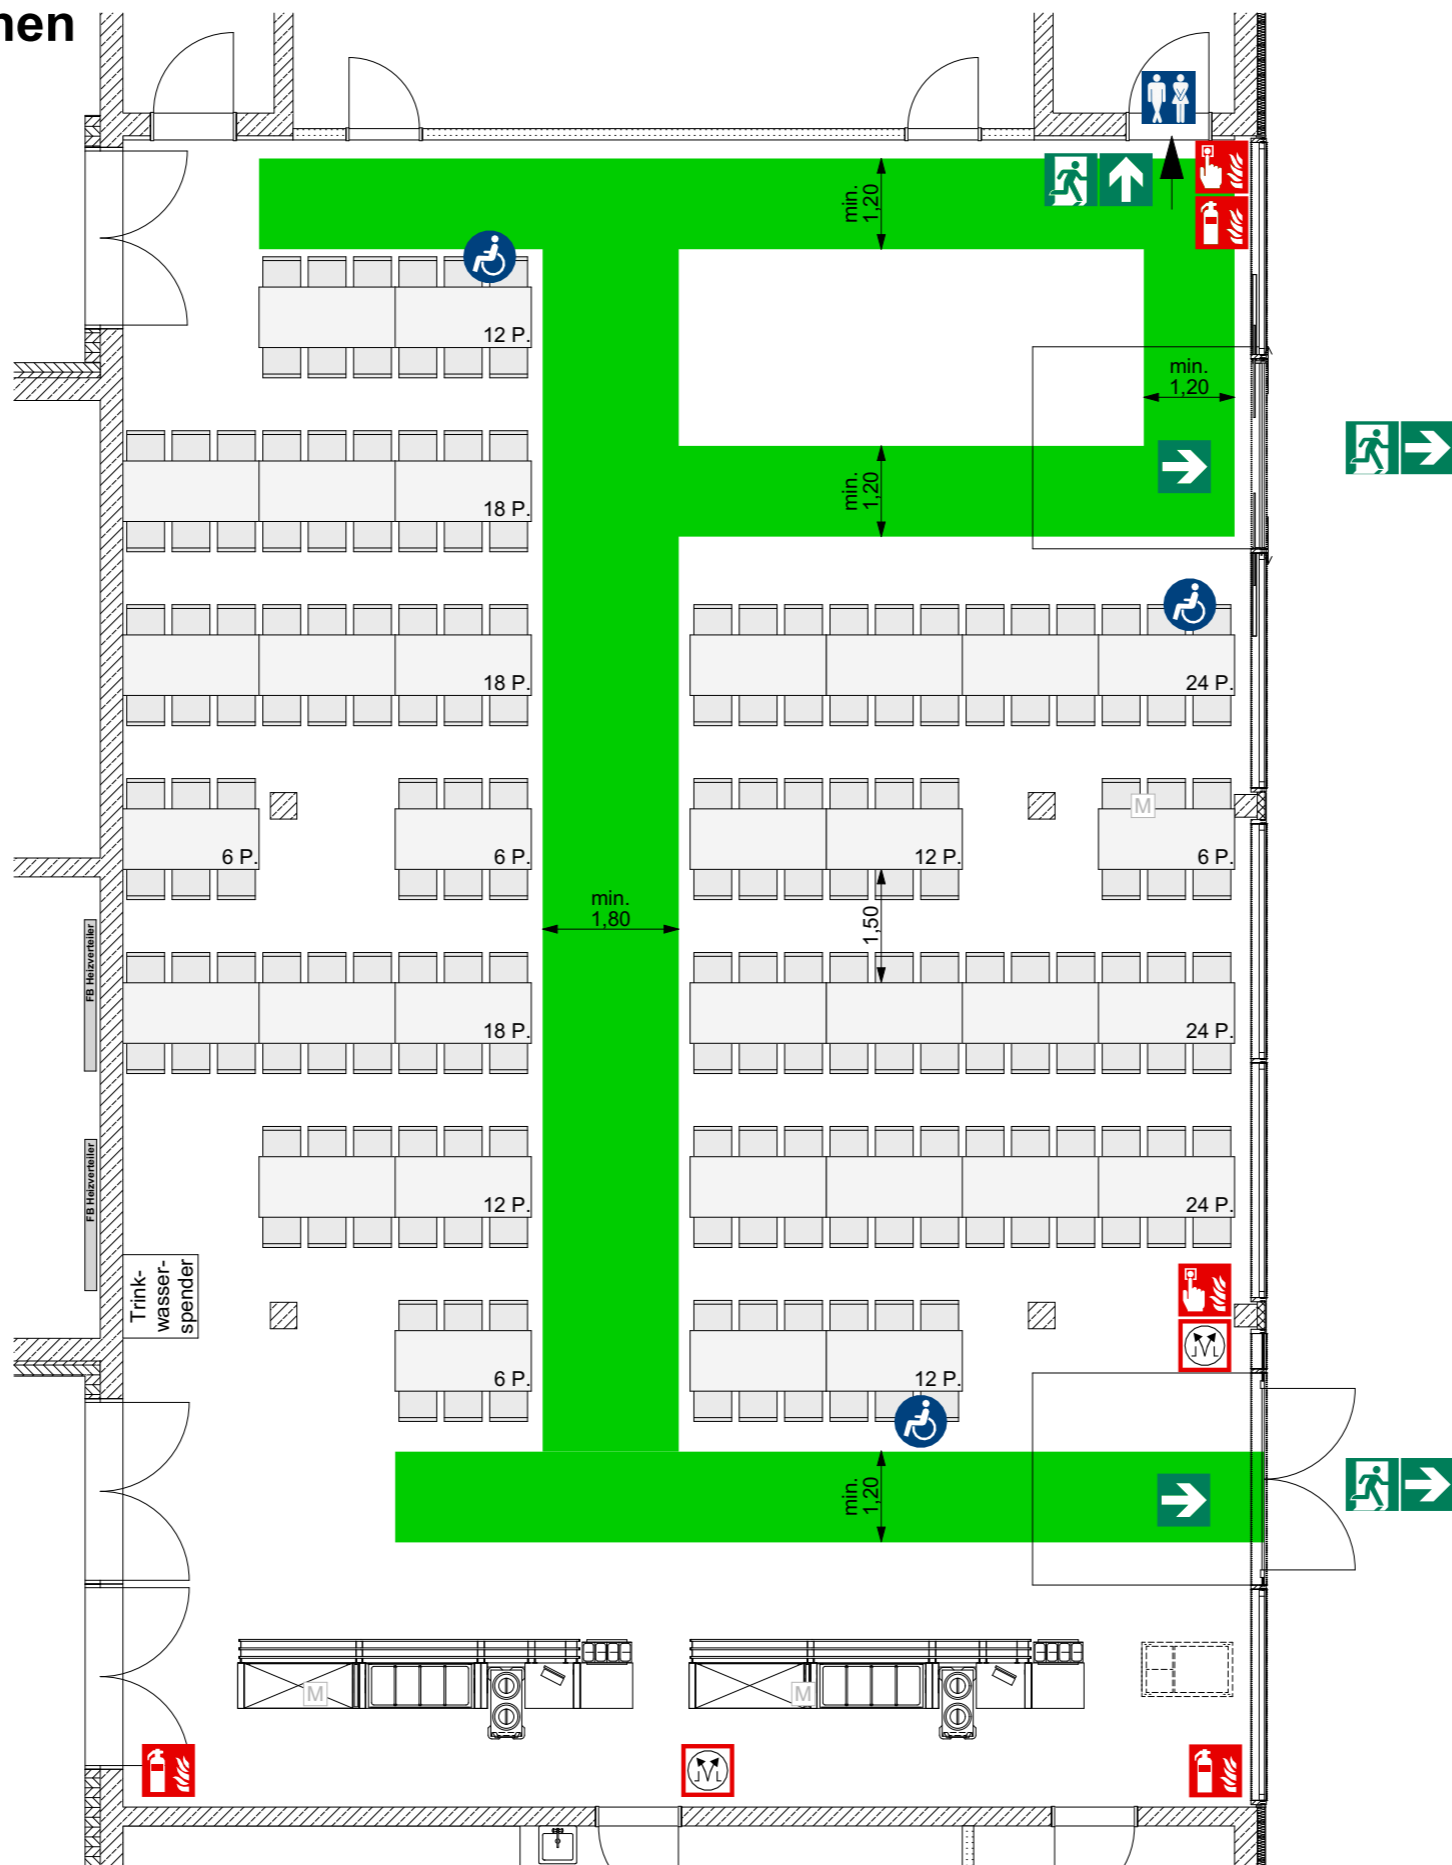 nen
min.
1,20
12 P.
min.
1,20
18 P.
min.
1,20
18 P.
24 P.
M
6 P.
6 P.
12 P.
6 P.
min.
1,80
1,50
FB Heizverteiler
18 P.
24 P.
FB Heizverteiler
12 P.
24 P.
Trink-
wasser-
spender
6 P.
12 P.
min.
1,20
M
M